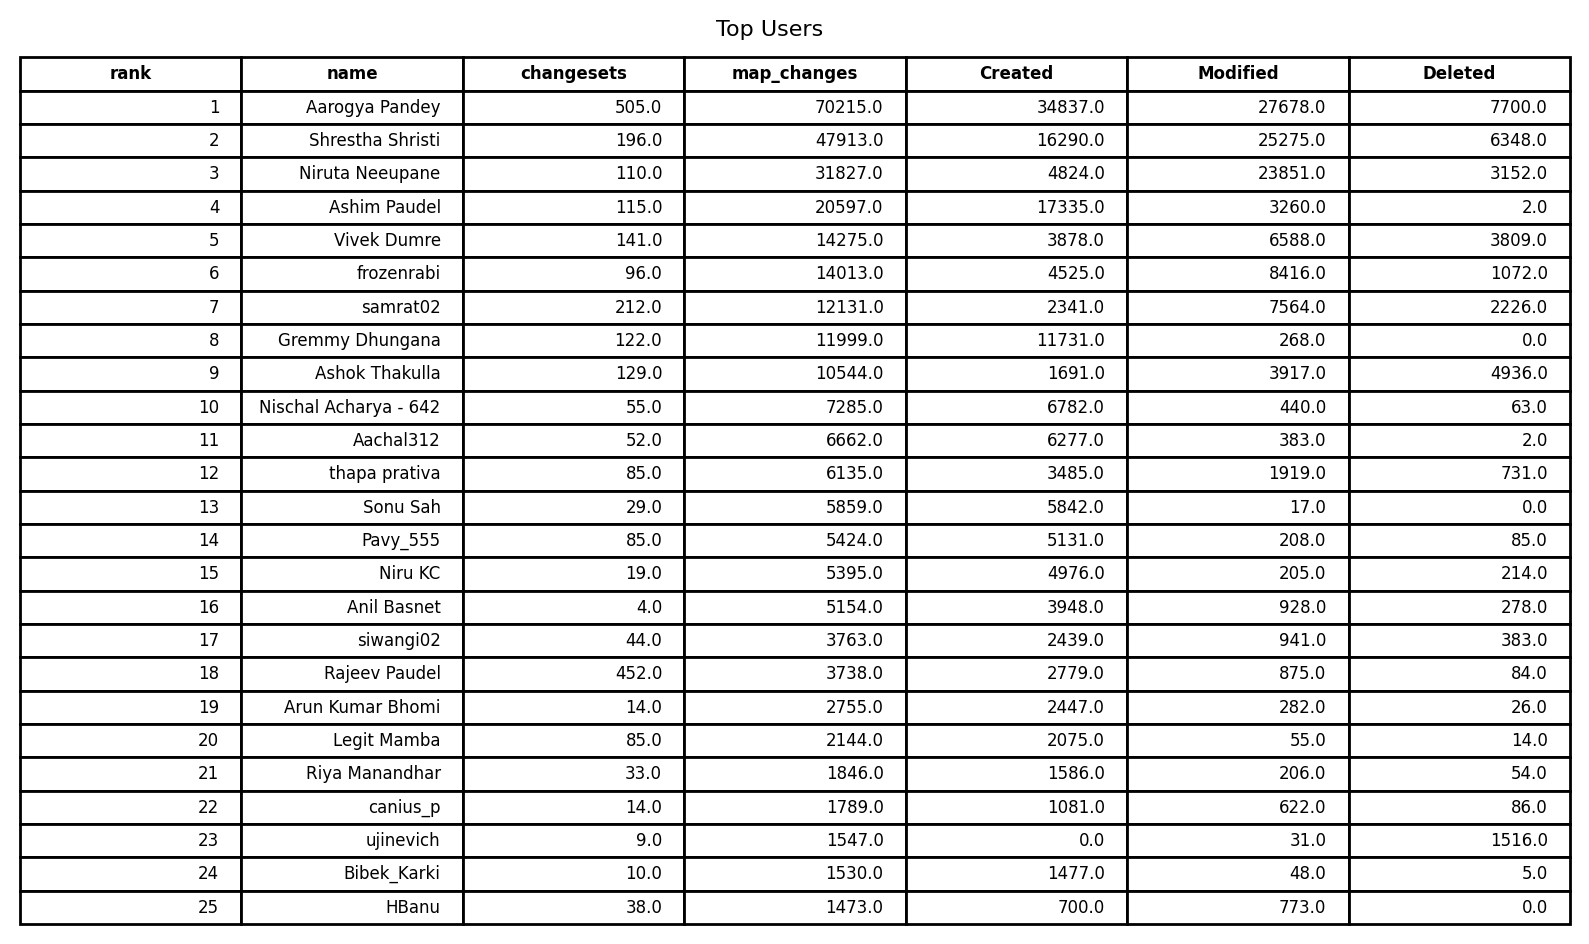 Top Users
rank name changesets map_changes Created Modified Deleted
1 Aarogya Pandey 505.0 70215.0 34837.0 27678.0 7700.0
2 Shrestha Shristi 196.0 47913.0 16290.0 25275.0 6348.0
3 Niruta Neeupane 110.0 31827.0 4824.0 23851.0 3152.0
4 Ashim Paudel 115.0 20597.0 17335.0 3260.0 2.0
5 Vivek Dumre 141.0 14275.0 3878.0 6588.0 3809.0
6 frozenrabi 96.0 14013.0 4525.0 8416.0 1072.0
7 samrat02 212.0 12131.0 2341.0 7564.0 2226.0
8 Gremmy Dhungana 122.0 11999.0 11731.0 268.0 0.0
9 Ashok Thakulla 129.0 10544.0 1691.0 3917.0 4936.0
10 Nischal Acharya - 642 55.0 7285.0 6782.0 440.0 63.0
11 Aachal312 52.0 6662.0 6277.0 383.0 2.0
12 thapa prativa 85.0 6135.0 3485.0 1919.0 731.0
13 Sonu Sah 29.0 5859.0 5842.0 17.0 0.0
14 Pavy_555 85.0 5424.0 5131.0 208.0 85.0
15 Niru KC 19.0 5395.0 4976.0 205.0 214.0
16 Anil Basnet 4.0 5154.0 3948.0 928.0 278.0
17 siwangi02 44.0 3763.0 2439.0 941.0 383.0
18 Rajeev Paudel 452.0 3738.0 2779.0 875.0 84.0
19 Arun Kumar Bhomi 14.0 2755.0 2447.0 282.0 26.0
20 Legit Mamba 85.0 2144.0 2075.0 55.0 14.0
21 Riya Manandhar 33.0 1846.0 1586.0 206.0 54.0
22 canius_p 14.0 1789.0 1081.0 622.0 86.0
23 ujinevich 9.0 1547.0 0.0 31.0 1516.0
24 Bibek_Karki 10.0 1530.0 1477.0 48.0 5.0
25 HBanu 38.0 1473.0 700.0 773.0 0.0